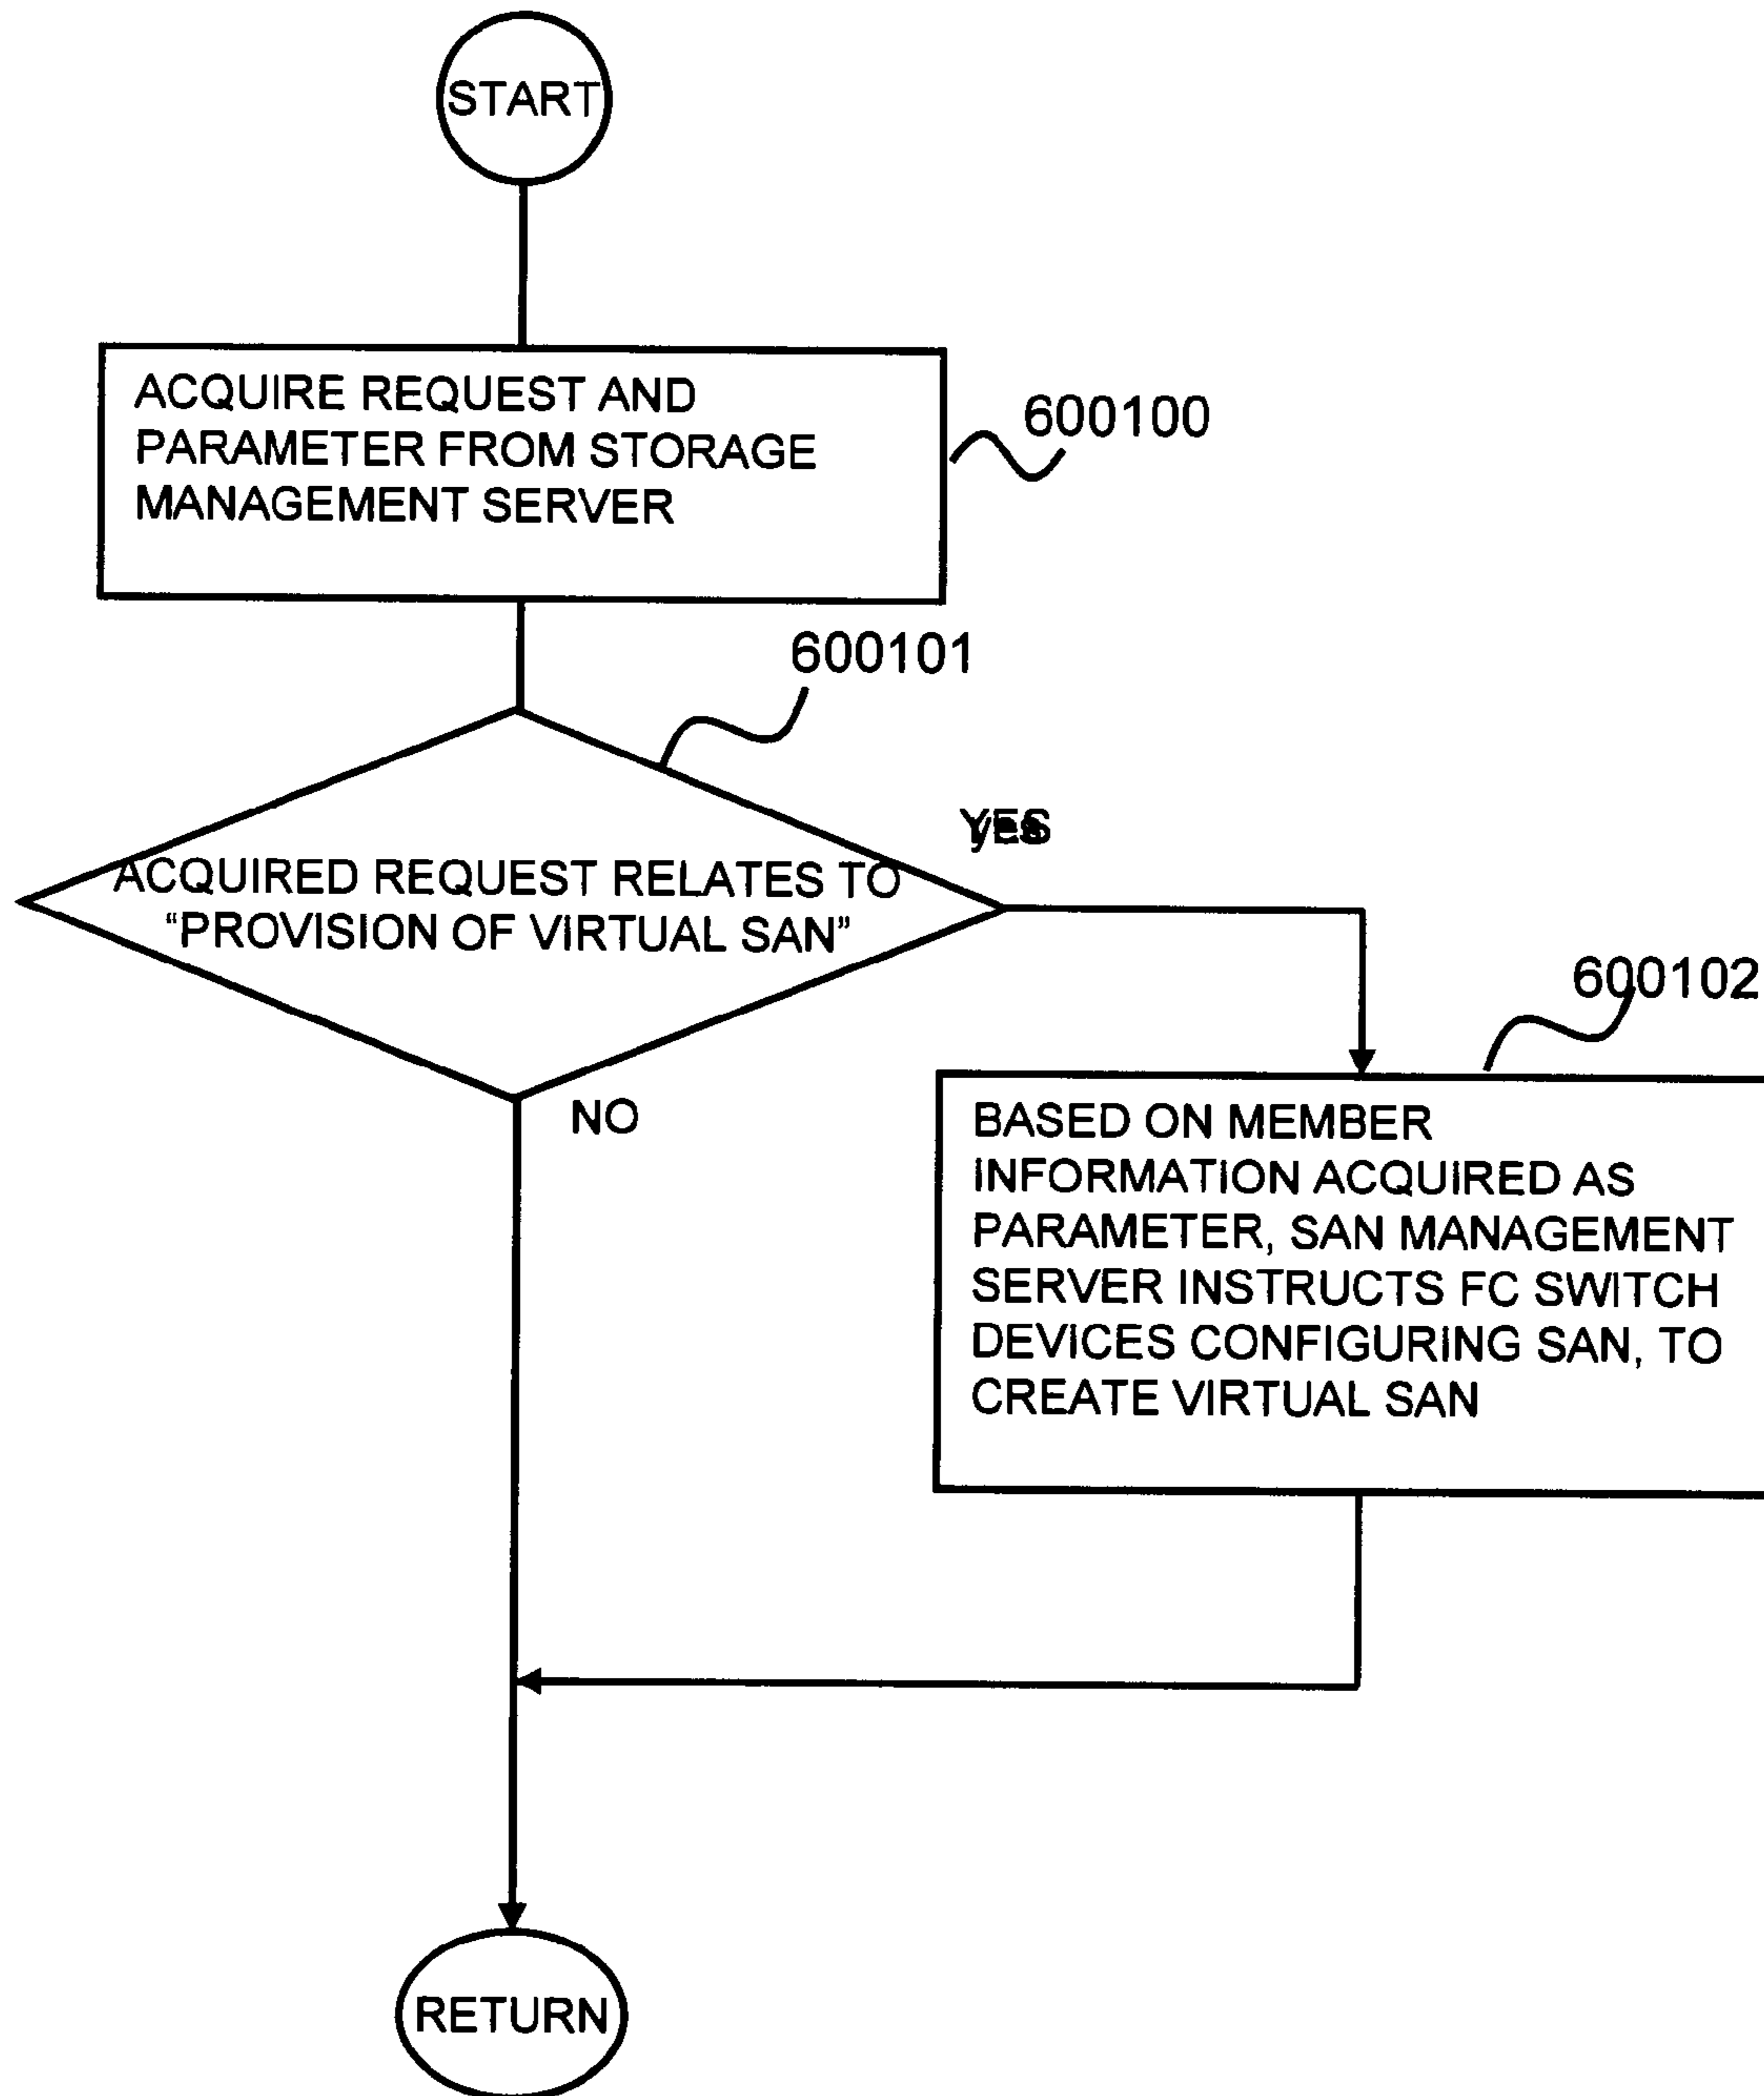 START
ACQUIRE REQUEST AND
PARAMETER FROM STORAGE
MANAGEMENT SERVER
600100
600101
YES
yes
ACQUIRED REQUEST RELATES TO
“PROVISION OF VIRTUAL SAN”
NO
600102
BASED ON MEMBER
INFORMATION ACQUIRED AS
PARAMETER, SAN MANAGEMENT
SERVER INSTRUCTS FC SWITCH
DEVICES CONFIGURING SAN, TO
CREATE VIRTUAL SAN
RETURN